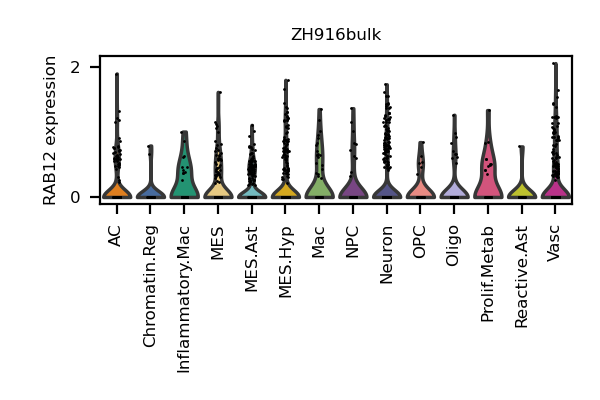 ZH916bulk
RAB12 expression
2
0
AC
Chromatin.Reg
Inflammatory.Mac
MES
MES.Ast
MES.Hyp
Mac
NPC
Neuron
OPC
Oligo
Prolif.Metab
Reactive.Ast
Vasc